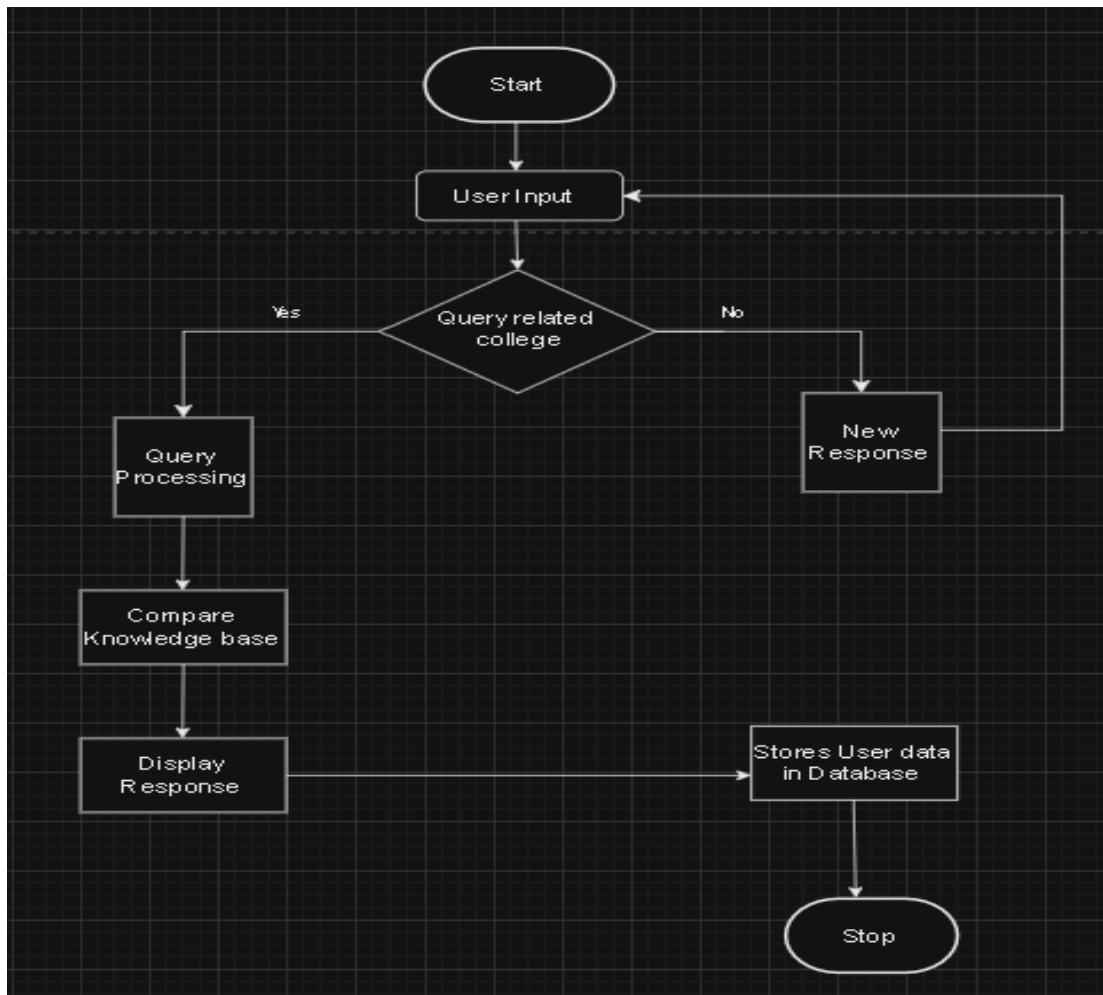 Start
User Input
Yes
No
Query related
college
New
Response
Query
Processing
Compare
Knowledge base
Display
Response
Stores User data
in Database
Stop